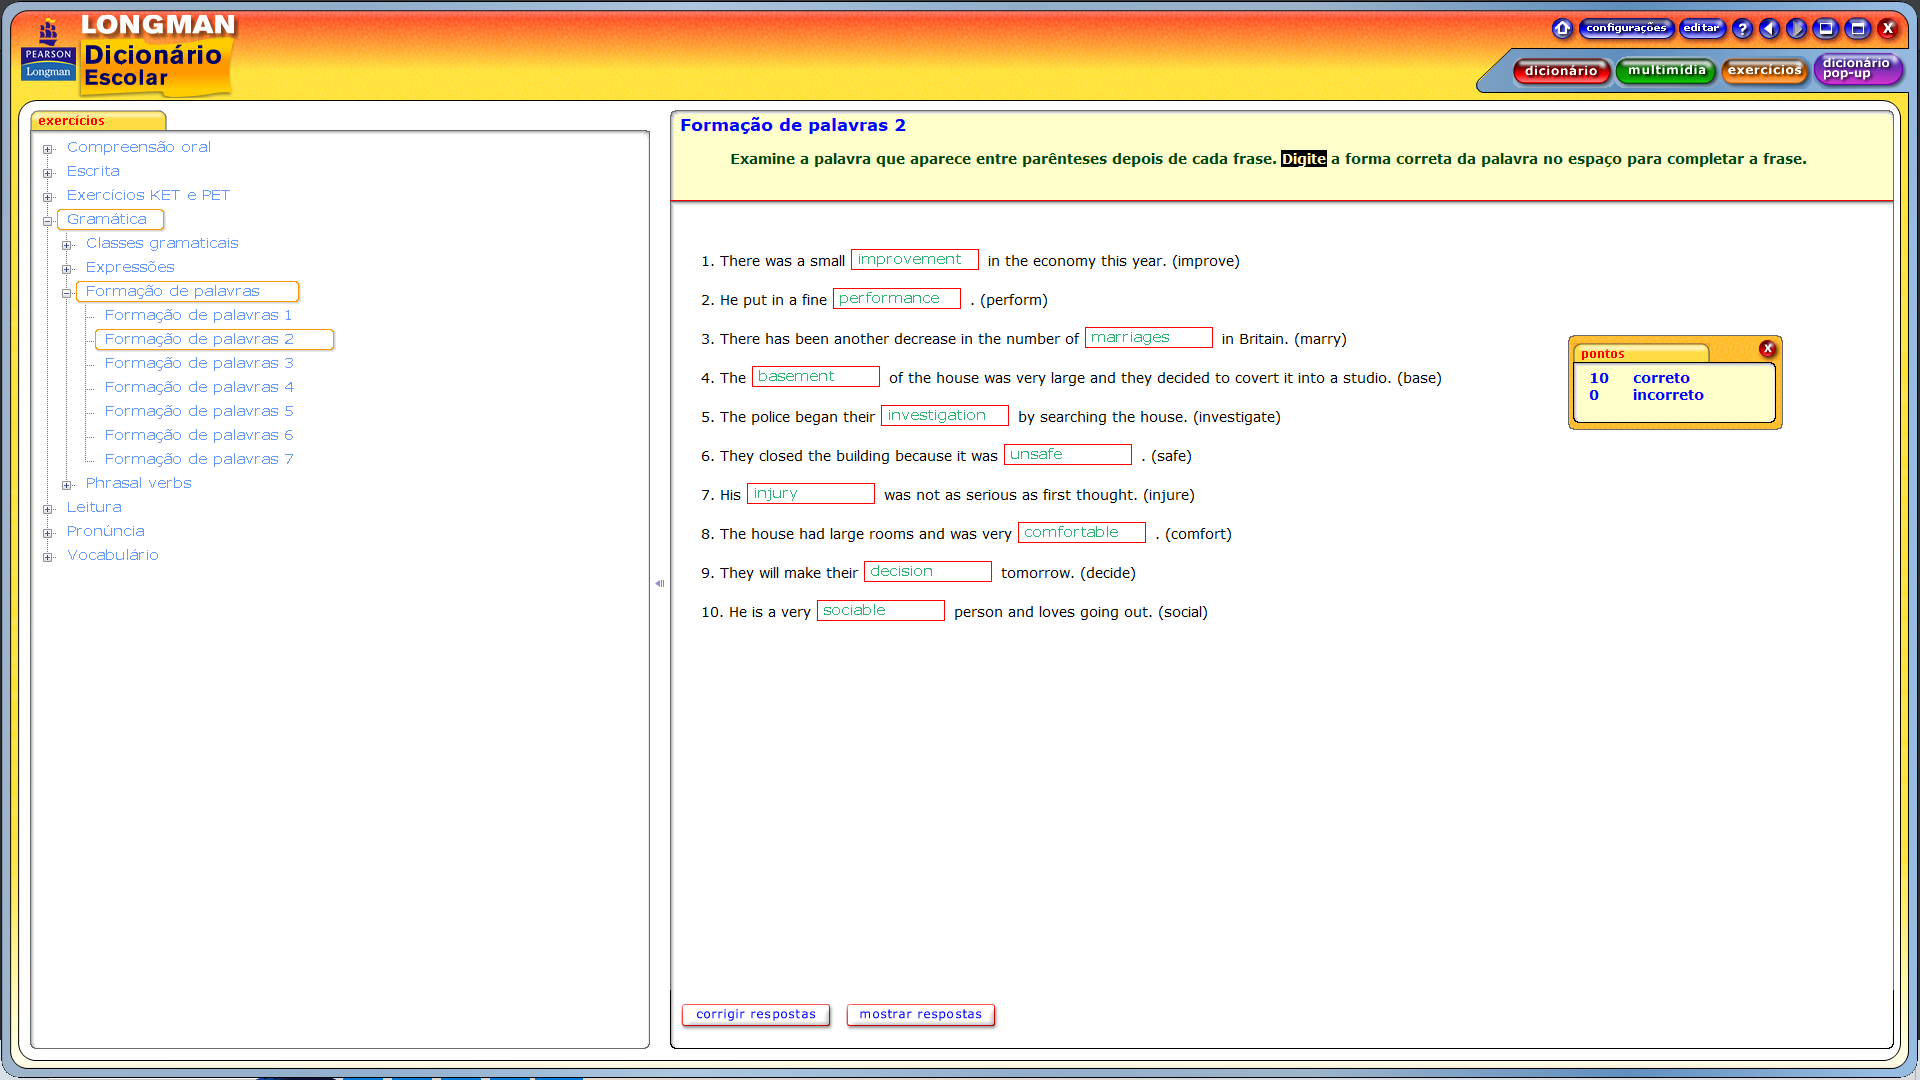 LONGMAN
Dicionário
Escolar
PEARSON
Longman
configurações
editar
?
X
dicionário
multimídia
exercícios
dicionário
pop-up
exercícios
Compreensão oral
Escrita
Exercícios KET e PET
Gramática
Classes gramaticais
Expressões
Formação de palavras
Formação de palavras 1
Formação de palavras 2
Formação de palavras 3
Formação de palavras 4
Formação de palavras 5
Formação de palavras 6
Formação de palavras 7
Phrasal verbs
Leitura
Pronúncia
Vocabulário
Formação de palavras 2
Examine a palavra que aparece entre parênteses depois de cada frase. Digite a forma correta da palavra no espaço para completar a frase.
1. There was a small improvement in the economy this year. (improve)
2. He put in a fine performance . (perform)
3. There has been another decrease in the number of marriages in Britain. (marry)
4. The basement of the house was very large and they decided to covert it into a studio. (base)
5. The police began their investigation by searching the house. (investigate)
6. They closed the building because it was unsafe . (safe)
7. His injury was not as serious as first thought. (injure)
8. The house had large rooms and was very comfortable . (comfort)
9. They will make their decision tomorrow. (decide)
10. He is a very sociable person and loves going out. (social)
pontos
X
10 correto
0 incorreto
corrigir respostas
mostrar respostas